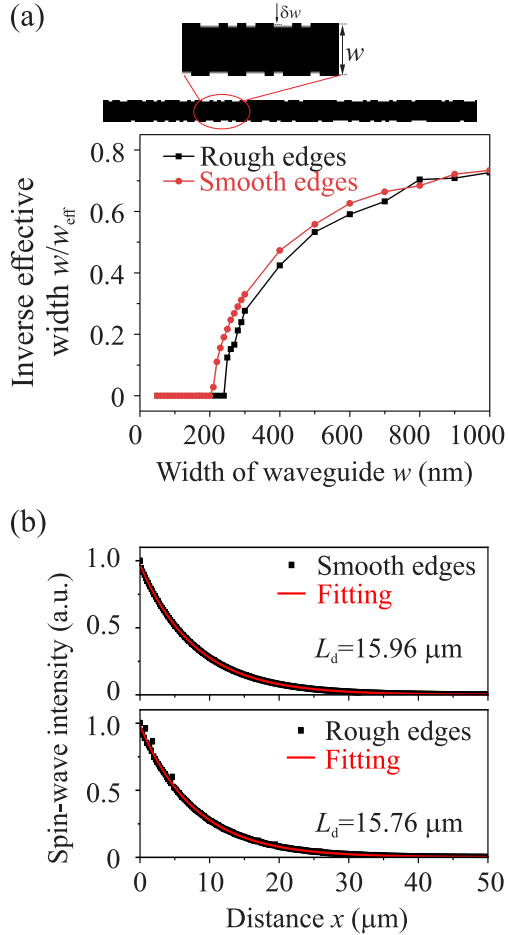 (a)
δw
w
0.8
0.6
0.4
0.2
0
Rough edges
Smooth edges
Inverse effective
width w/w_eff
0 200 400 600 800 1000
Width of waveguide w (nm)
(b)
1.0
0.5
0
Smooth edges
Fitting
L_d=15.96 μm
1.0
0.5
0
Rough edges
Fitting
L_d=15.76 μm
Spin-wave intensity (a.u.)
0 10 20 30 40 50
Distance x (μm)